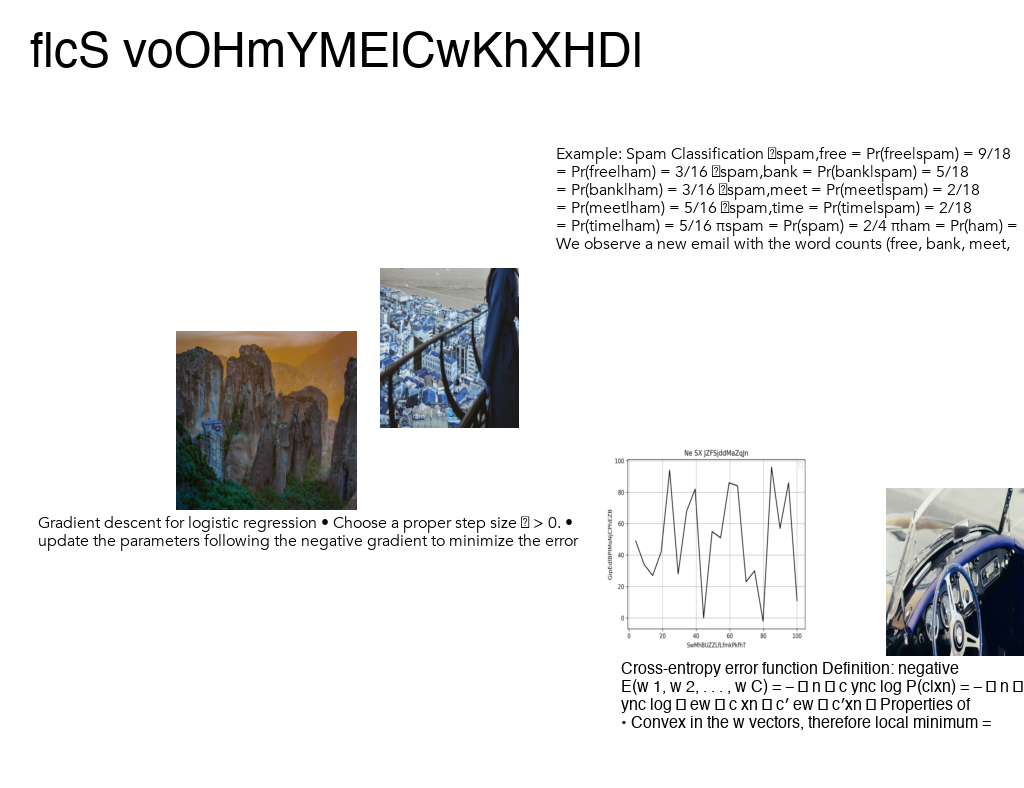 flcS voOHmYMElCwKhXHDl
Example: Spam Classification �spam,free = Pr(free|spam) = 9/18
= Pr(free|ham) = 3/16 �spam,bank = Pr(bank|spam) = 5/18
= Pr(bank|ham) = 3/16 �spam,meet = Pr(meet|spam) = 2/18
= Pr(meet|ham) = 5/16 �spam,time = Pr(time|spam) = 2/18
= Pr(time|ham) = 5/16 πspam = Pr(spam) = 2/4 πham = Pr(ham) =
We observe a new email with the word counts (free, bank, meet,
Gradient descent for logistic regression • Choose a proper step size � > 0. •
update the parameters following the negative gradient to minimize the error
Ne SX JZFSjddMaZqJn
100
80
60
40
20
0
0 20 40 60 80 100
Cross-entropy error function Definition: negative
E(w 1, w 2, . . . , w C) = – � n � c ync log P(c|xn) = – � n �
ync log � ew � c xn � c′ ew � c′xn � Properties of
• Convex in the w vectors, therefore local minimum =